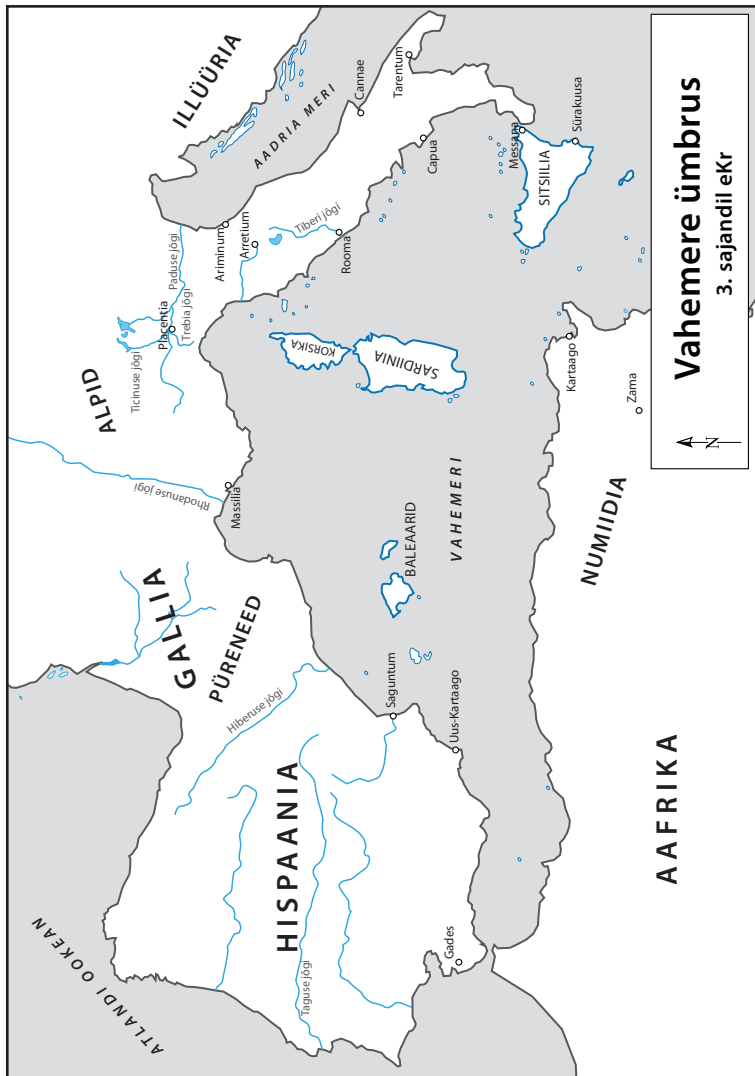 Vahemere ümbrus
3. sajandil eKr
N
ATLANDI OOKEAN
HISPAANIA
Taguse jõgi
Gades
Hiberuse jõgi
Saguntum
Uus-Kartaago
PÜRENEED
GALLIA
BALEAARID
VAHEMERI
Massilia
Rhodanuse jõgi
ALPID
Ticinuse jõgi
Placentia
Trebia jõgi
Paduse jõgi
Ariminum
Arretium
Tiberi jõgi
Rooma
KORSIKA
SARDIINIA
ILLÜÜRIA
AADRIA MERI
Cannae
Tarentum
Capua
Messana
SITSIILIA
Sürakuusa
Kartaago
Zama
NUMIIDIA
AAFRIKA